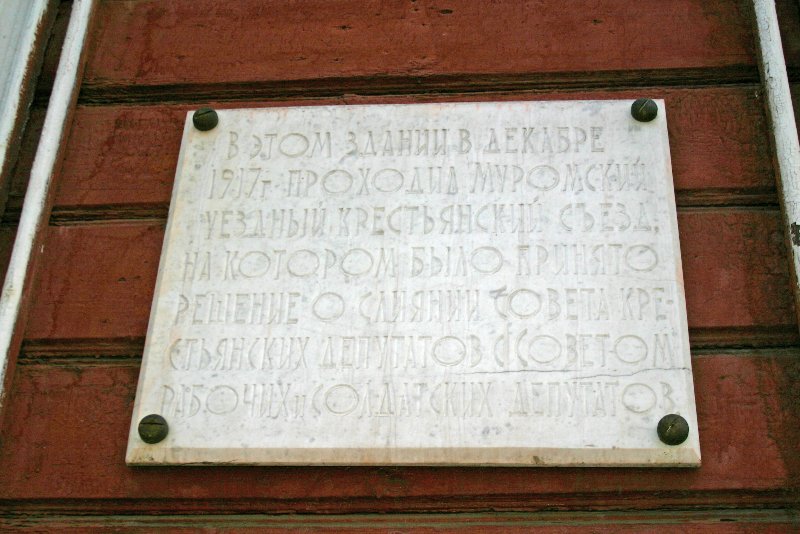 В ЭТОМ ЗДАНИИ В ДЕКАБРЕ
1917г. ПРОХОДИЛ МУРОМСКИЙ
УЕЗДНЫЙ КРЕСТЬЯНСКИЙ СЪЕЗД,
НА КОТОРОМ БЫЛО ПРИНЯТО
РЕШЕНИЕ О СЛИЯНИИ СОВЕТА КРЕ-
СТЬЯНСКИХ ДЕПУТАТОВ С СОВЕТОМ
РАБОЧИХ И СОЛДАТСКИХ ДЕПУТАТОВ